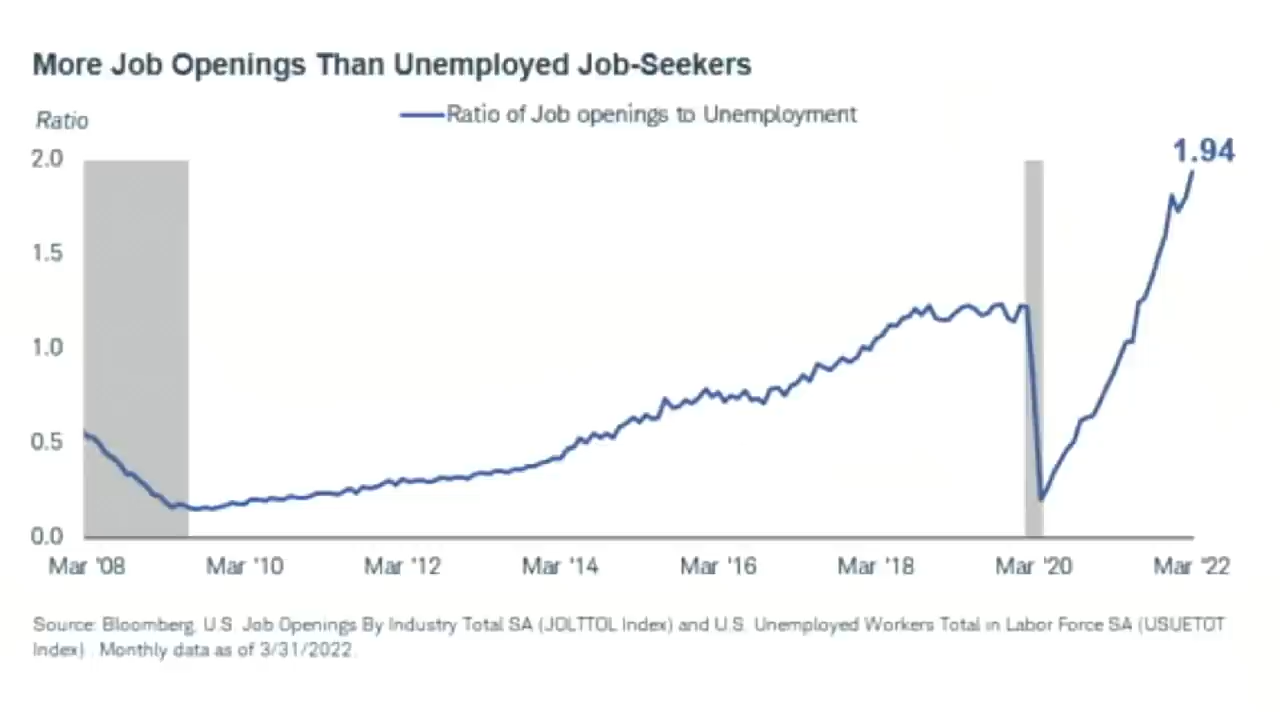 More Job Openings Than Unemployed Job-Seekers
Ratio
Ratio of Job openings to Unemployment
1.94
2.0
1.5
1.0
0.5
0.0
Mar '08 Mar '10 Mar '12 Mar '14 Mar '16 Mar '18 Mar '20 Mar '22
Source: Bloomberg, U.S. Job Openings By Industry Total SA (JOLTTOL Index) and U.S. Unemployed Workers Total in Labor Force SA (USUETOT
Index) . Monthly data as of 3/31/2022.